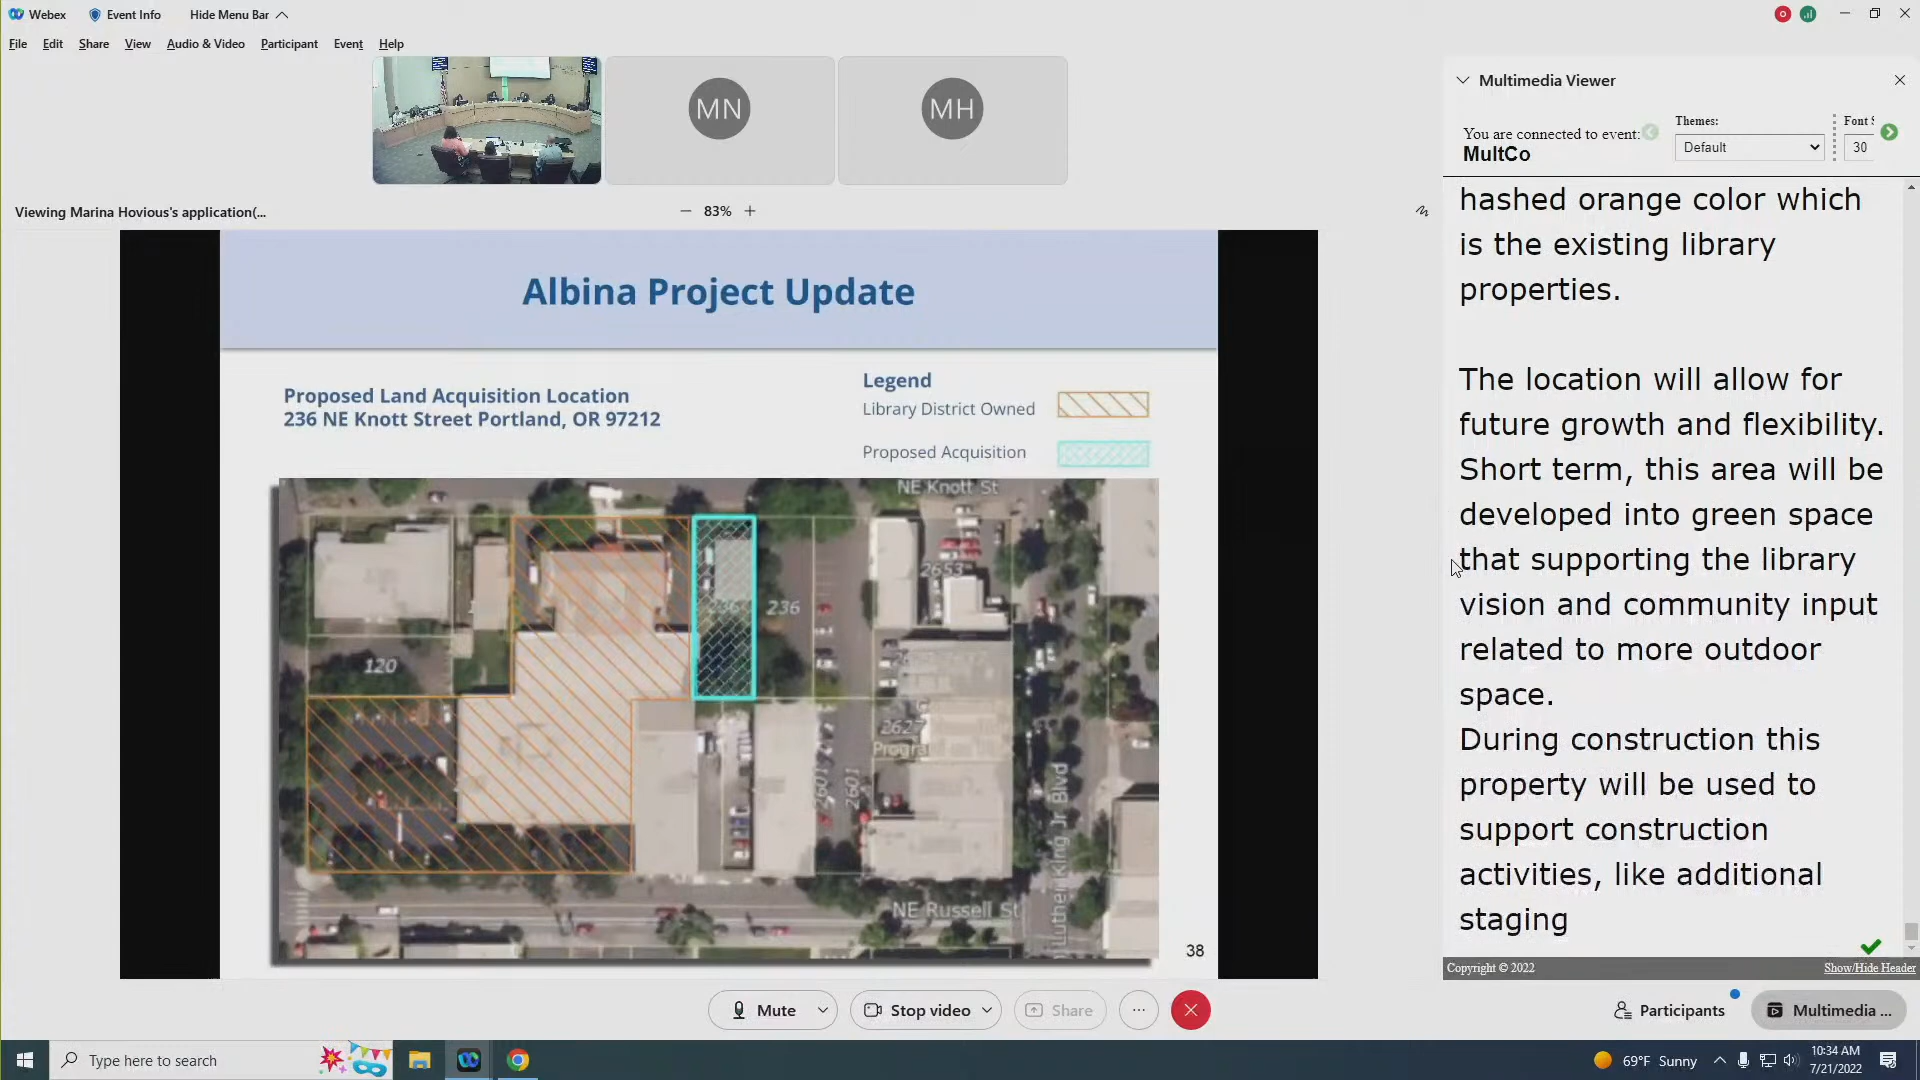 Webex
Event Info
Hide Menu Bar
File
Edit
Share
View
Audio & Video
Participant
Event
Help
MN
MH
Viewing Marina Hovious's application(...
83%
Albina Project Update
Proposed Land Acquisition Location
236 NE Knott Street Portland, OR 97212
Legend
Library District Owned
Proposed Acquisition
NE Knott St
2653
236
236
120
2627
2601
2601
Luther King Jr Blvd
NE Russell St
38
Multimedia Viewer
You are connected to event:
MultCo
Themes:
Default
Font
30
hashed orange color which
is the existing library
properties.
The location will allow for
future growth and flexibility.
Short term, this area will be
developed into green space
that supporting the library
vision and community input
related to more outdoor
space.
During construction this
property will be used to
support construction
activities, like additional
staging
Copyright © 2022
Show/Hide Header
Mute
Stop video
Share
Participants
Multimedia ...
Type here to search
69°F Sunny
10:34 AM
7/21/2022